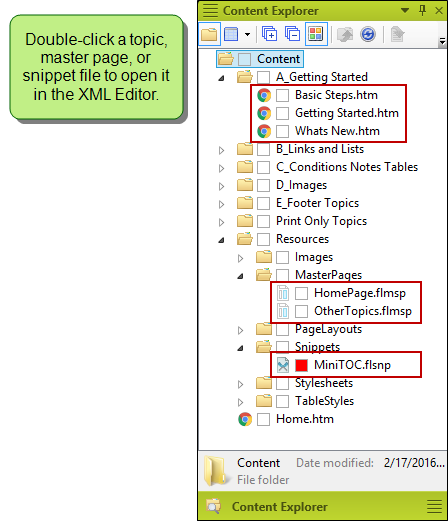 Double-click a topic,
master page, or
snippet file to open it
in the XML Editor.
Content Explorer
Content
A_Getting Started
Basic Steps.htm
Getting Started.htm
Whats New.htm
B_Links and Lists
C_Conditions Notes Tables
D_Images
E_Footer Topics
Print Only Topics
Resources
Images
MasterPages
HomePage.flmsp
OtherTopics.flmsp
PageLayouts
Snippets
MiniTOC.flsnp
Stylesheets
TableStyles
Home.htm
Content Date modified: 2/17/2016...
File folder
Content Explorer